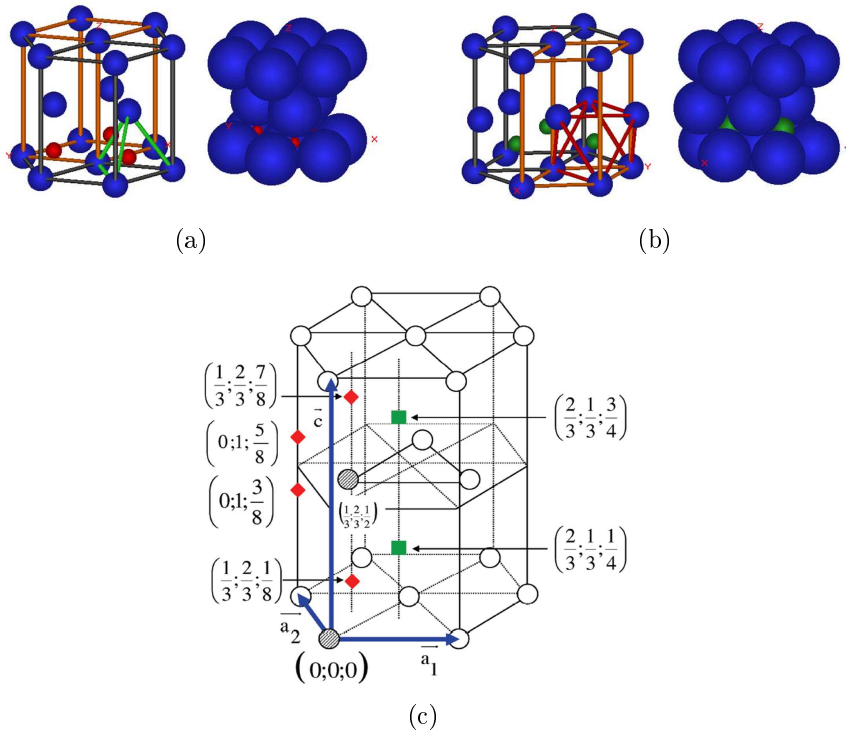 Z
Y
X
(a)
Z
X
Y
X
(b)
(1/3;2/3;7/8)
c
(2/3;1/3;3/4)
(0;1;5/8)
(0;1;3/8)
(1/3;2/3;1/2)
(2/3;1/3;1/4)
(1/3;2/3;1/8)
a₂
(0;0;0)
a₁
(c)